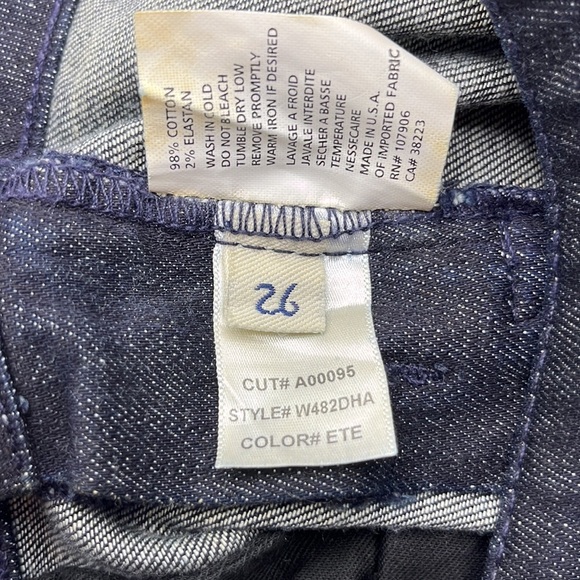 98% COTTON
2% ELASTAN
WASH IN COLD
DO NOT BLEACH
TUMBLE DRY LOW
REMOVE PROMPTLY
WARM IRON IF DESIRED
LAVAGE A FROID
JAVALE INTERDITE
SECHER A BASSE
TEMPERATURE
NESSECAIRE
MADE IN U.S.A.
OF IMPORTED FABRIC
RN# 107906
CA# 38223
26
CUT# A00095
STYLE# W482DHA
COLOR# ETE